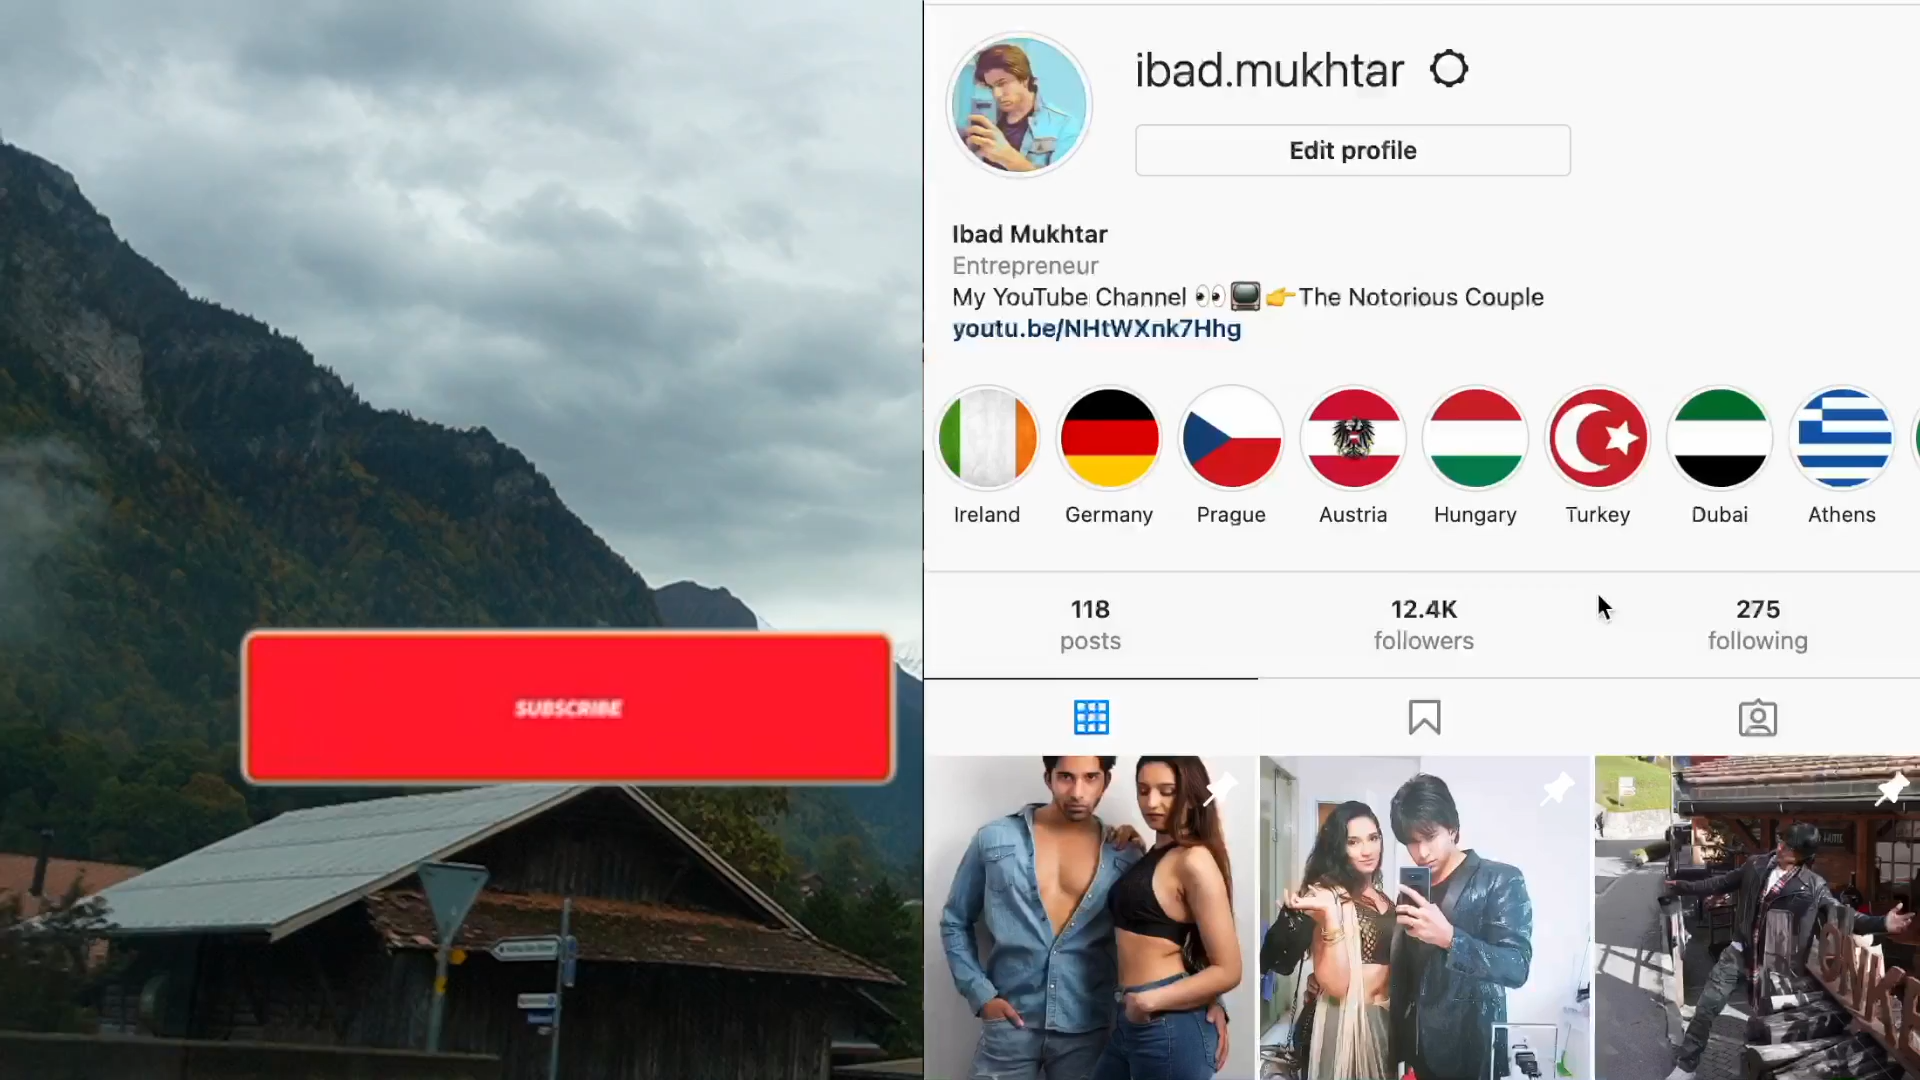 SUBSCRIBE
ibad.mukhtar
Edit profile
Ibad Mukhtar
Entrepreneur
My YouTube Channel 👀📺👉The Notorious Couple
youtu.be/NHtWXnk7Hhg
Ireland
Germany
Prague
Austria
Hungary
Turkey
Dubai
Athens
118
posts
12.4K
followers
275
following